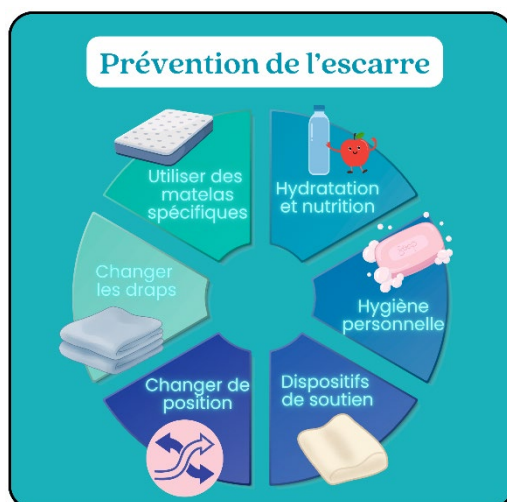 Prévention de l'escarre
Utiliser des
matelas
spécifiques
Hydratation
et nutrition
Changer
les draps
Hygiène
personnelle
Changer de
position
Dispositifs
de soutien